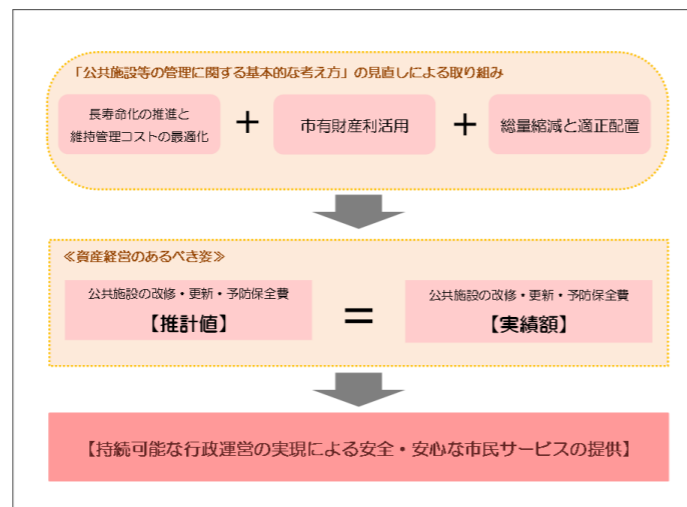 「公共施設等の管理に関する基本的な考え方」の見直しによる取り組み
長寿命化の推進と
維持管理コストの最適化
+
市有財産利活用
+
総量縮減と適正配置
≪資産経営のあるべき姿≫
公共施設の改修・更新・予防保全費
【推計値】
=
公共施設の改修・更新・予防保全費
【実績額】
【持続可能な行政運営の実現による安全・安心な市民サービスの提供】